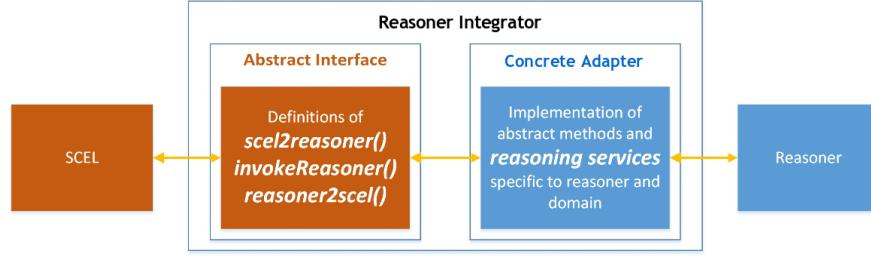 Reasoner Integrator
Abstract Interface
Concrete Adapter
SCEL
Definitions of
scel2reasoner()
invokeReasoner()
reasoner2scel()
Implementation of
abstract methods and
reasoning services
specific to reasoner and
domain
Reasoner